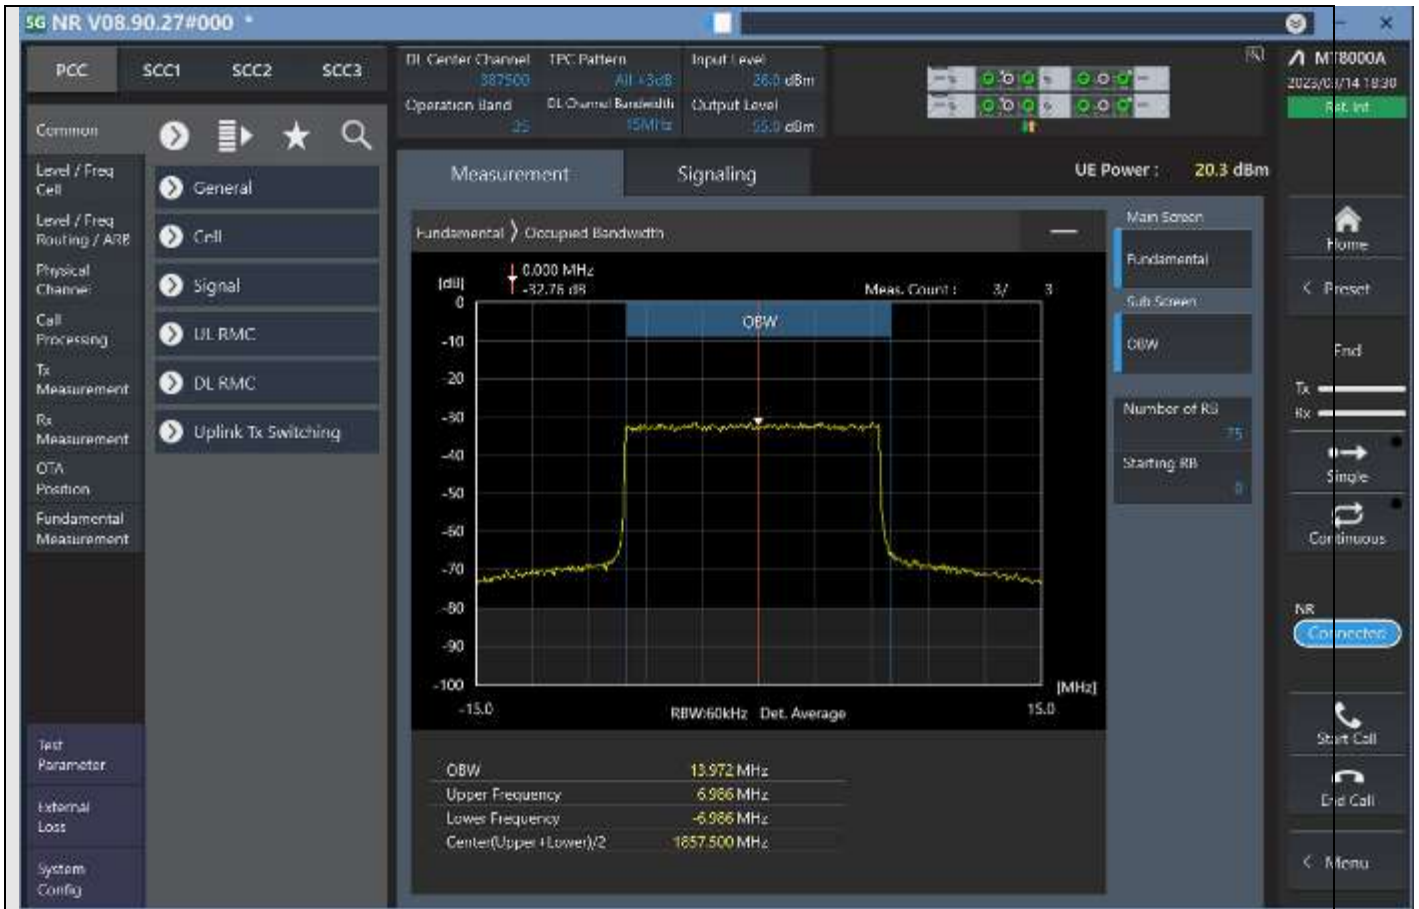 5G NR V08.90.27#000 *
PCC SCC1 SCC2 SCC3
DL Center Channel 387500
TPC Pattern All +3dB
Input Level 26.0 dBm
Operation Band 25
DL Channel Bandwidth 15MHz
Output Level -55.0 dBm
MT8000A
2023/03/14 18:30
Ref. Int
Common
Level / Freq
Cell
Level / Freq
Routing / ARB
Physical
Channel
Call
Processing
Tx
Measurement
Rx
Measurement
OTA
Position
Fundamental
Measurement
Test
Parameter
External
Loss
System
Config
General
Cell
Signal
UL RMC
DL RMC
Uplink Tx Switching
Measurement Signaling
UE Power : 20.3 dBm
Fundamental Occupied Bandwidth
0.000 MHz
-32.76 dB
Meas. Count : 3/ 3
[dB]
OBW
0
-10
-20
-30
-40
-50
-60
-70
-80
-90
-100
[MHz]
-15.0 RBW:60kHz Det. Average 15.0
OBW 13.972 MHz
Upper Frequency 6.986 MHz
Lower Frequency -6.986 MHz
Center(Upper+Lower)/2 1857.500 MHz
Main Screen
Fundamental
Sub Screen
OBW
Number of RB
75
Starting RB
0
Home
Preset
End
Tx
Rx
Single
Continuous
NR
Connected
Start Call
End Call
Menu